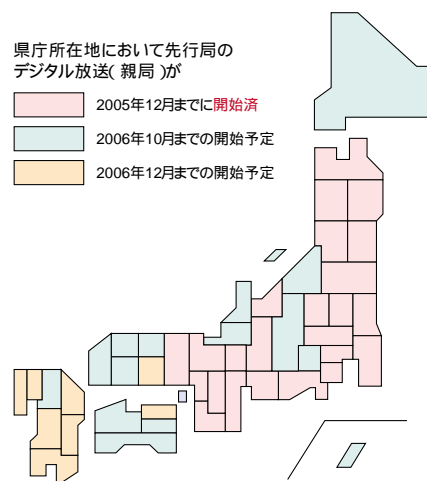 県庁所在地において先行局の
デジタル放送( 親局 )が
2005年12月までに開始済
2006年10月までの開始予定
2006年12月までの開始予定